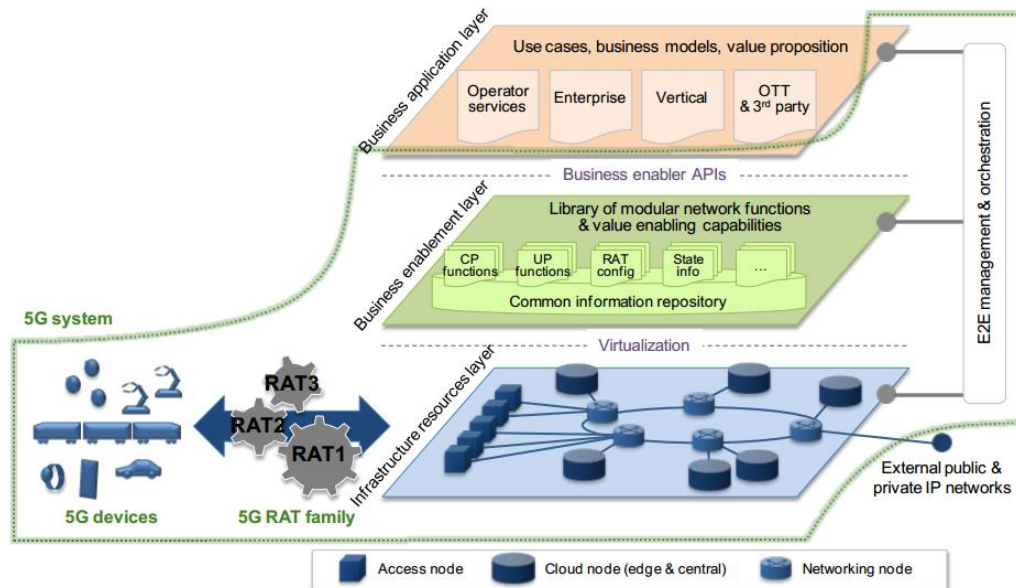 Business application layer
Use cases, business models, value proposition
Operator
services
Enterprise
Vertical
OTT
& 3rd party
Business enabler APIs
Business enablement layer
Library of modular network functions
& value enabling capabilities
CP
functions
UP
functions
RAT
config
State
info
...
Common information repository
E2E management & orchestration
Virtualization
5G system
Infrastructure resources layer
RAT3
RAT2
RAT1
5G devices
5G RAT family
External public &
private IP networks
Access node
Cloud node (edge & central)
Networking node